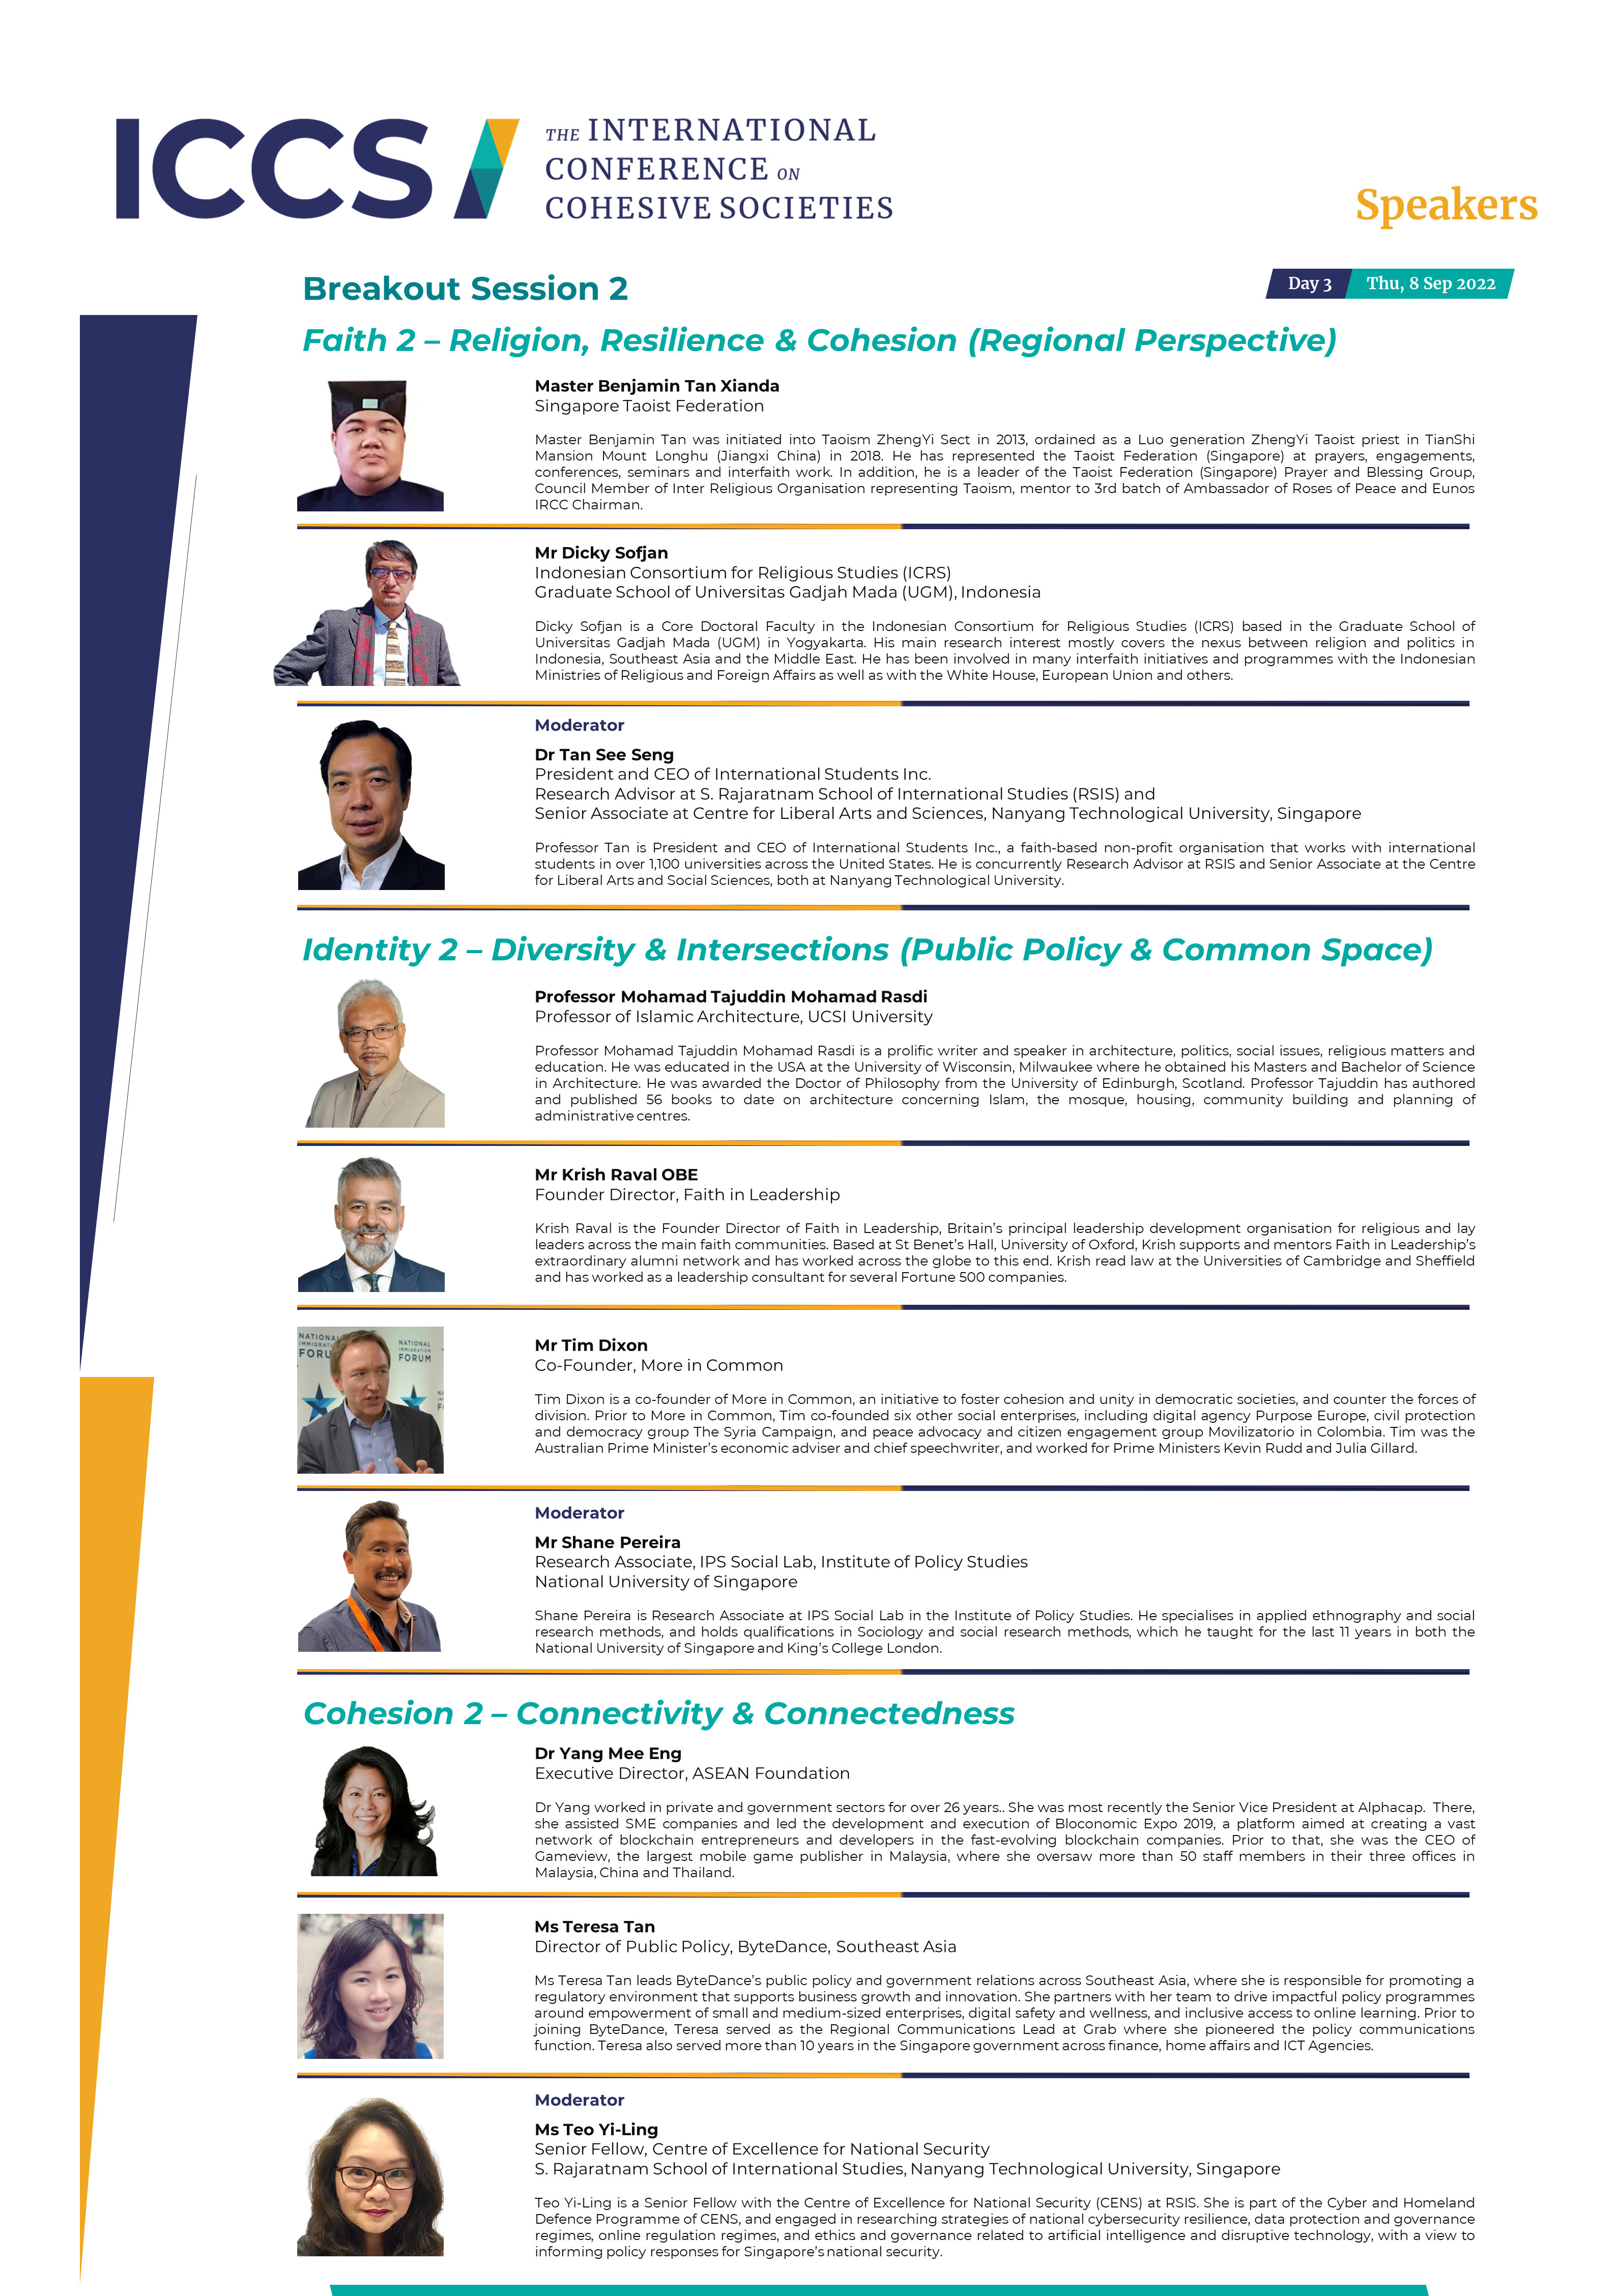 ICCS
THE INTERNATIONAL
CONFERENCE ON
COHESIVE SOCIETIES
Speakers
Breakout Session 2
Day 3 Thu, 8 Sep 2022
Faith 2 – Religion, Resilience & Cohesion (Regional Perspective)
Master Benjamin Tan Xianda
Singapore Taoist Federation
Master Benjamin Tan was initiated into Taoism ZhengYi Sect in 2013, ordained as a Luo generation ZhengYi Taoist priest in TianShi
Mansion Mount Longhu (Jiangxi China) in 2018. He has represented the Taoist Federation (Singapore) at prayers, engagements,
conferences, seminars and interfaith work. In addition, he is a leader of the Taoist Federation (Singapore) Prayer and Blessing Group,
Council Member of Inter Religious Organisation representing Taoism, mentor to 3rd batch of Ambassador of Roses of Peace and Eunos
IRCC Chairman.
Mr Dicky Sofjan
Indonesian Consortium for Religious Studies (ICRS)
Graduate School of Universitas Gadjah Mada (UGM), Indonesia
Dicky Sofjan is a Core Doctoral Faculty in the Indonesian Consortium for Religious Studies (ICRS) based in the Graduate School of
Universitas Gadjah Mada (UGM) in Yogyakarta. His main research interest mostly covers the nexus between religion and politics in
Indonesia, Southeast Asia and the Middle East. He has been involved in many interfaith initiatives and programmes with the Indonesian
Ministries of Religious and Foreign Affairs as well as with the White House, European Union and others.
Moderator
Dr Tan See Seng
President and CEO of International Students Inc.
Research Advisor at S. Rajaratnam School of International Studies (RSIS) and
Senior Associate at Centre for Liberal Arts and Sciences, Nanyang Technological University, Singapore
Professor Tan is President and CEO of International Students Inc., a faith-based non-profit organisation that works with international
students in over 1,100 universities across the United States. He is concurrently Research Advisor at RSIS and Senior Associate at the Centre
for Liberal Arts and Social Sciences, both at Nanyang Technological University.
Identity 2 – Diversity & Intersections (Public Policy & Common Space)
Professor Mohamad Tajuddin Mohamad Rasdi
Professor of Islamic Architecture, UCSI University
Professor Mohamad Tajuddin Mohamad Rasdi is a prolific writer and speaker in architecture, politics, social issues, religious matters and
education. He was educated in the USA at the University of Wisconsin, Milwaukee where he obtained his Masters and Bachelor of Science
in Architecture. He was awarded the Doctor of Philosophy from the University of Edinburgh, Scotland. Professor Tajuddin has authored
and published 56 books to date on architecture concerning Islam, the mosque, housing, community building and planning of
administrative centres.
Mr Krish Raval OBE
Founder Director, Faith in Leadership
Krish Raval is the Founder Director of Faith in Leadership, Britain’s principal leadership development organisation for religious and lay
leaders across the main faith communities. Based at St Benet’s Hall, University of Oxford, Krish supports and mentors Faith in Leadership’s
extraordinary alumni network and has worked across the globe to this end. Krish read law at the Universities of Cambridge and Sheffield
and has worked as a leadership consultant for several Fortune 500 companies.
NATIONAL
FORUM
NATIONAL
IMMIGRATION
FORUM
Mr Tim Dixon
Co-Founder, More in Common
Tim Dixon is a co-founder of More in Common, an initiative to foster cohesion and unity in democratic societies, and counter the forces of
division. Prior to More in Common, Tim co-founded six other social enterprises, including digital agency Purpose Europe, civil protection
and democracy group The Syria Campaign, and peace advocacy and citizen engagement group Movilizatorio in Colombia. Tim was the
Australian Prime Minister’s economic adviser and chief speechwriter, and worked for Prime Ministers Kevin Rudd and Julia Gillard.
Moderator
Mr Shane Pereira
Research Associate, IPS Social Lab, Institute of Policy Studies
National University of Singapore
Shane Pereira is Research Associate at IPS Social Lab in the Institute of Policy Studies. He specialises in applied ethnography and social
research methods, and holds qualifications in Sociology and social research methods, which he taught for the last 11 years in both the
National University of Singapore and King’s College London.
Cohesion 2 – Connectivity & Connectedness
Dr Yang Mee Eng
Executive Director, ASEAN Foundation
Dr Yang worked in private and government sectors for over 26 years.. She was most recently the Senior Vice President at Alphacap. There,
she assisted SME companies and led the development and execution of Bloconomic Expo 2019, a platform aimed at creating a vast
network of blockchain entrepreneurs and developers in the fast-evolving blockchain companies. Prior to that, she was the CEO of
Gameview, the largest mobile game publisher in Malaysia, where she oversaw more than 50 staff members in their three offices in
Malaysia, China and Thailand.
Ms Teresa Tan
Director of Public Policy, ByteDance, Southeast Asia
Ms Teresa Tan leads ByteDance’s public policy and government relations across Southeast Asia, where she is responsible for promoting a
regulatory environment that supports business growth and innovation. She partners with her team to drive impactful policy programmes
around empowerment of small and medium-sized enterprises, digital safety and wellness, and inclusive access to online learning. Prior to
joining ByteDance, Teresa served as the Regional Communications Lead at Grab where she pioneered the policy communications
function. Teresa also served more than 10 years in the Singapore government across finance, home affairs and ICT Agencies.
Moderator
Ms Teo Yi-Ling
Senior Fellow, Centre of Excellence for National Security
S. Rajaratnam School of International Studies, Nanyang Technological University, Singapore
Teo Yi-Ling is a Senior Fellow with the Centre of Excellence for National Security (CENS) at RSIS. She is part of the Cyber and Homeland
Defence Programme of CENS, and engaged in researching strategies of national cybersecurity resilience, data protection and governance
regimes, online regulation regimes, and ethics and governance related to artificial intelligence and disruptive technology, with a view to
informing policy responses for Singapore’s national security.